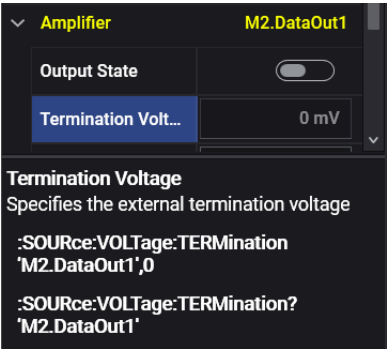 Amplifier M2.DataOut1
Output State
Termination Volt... 0 mV
Termination Voltage
Specifies the external termination voltage
:SOURce:VOLTage:TERMination
'M2.DataOut1',0
:SOURce:VOLTage:TERMination?
'M2.DataOut1'